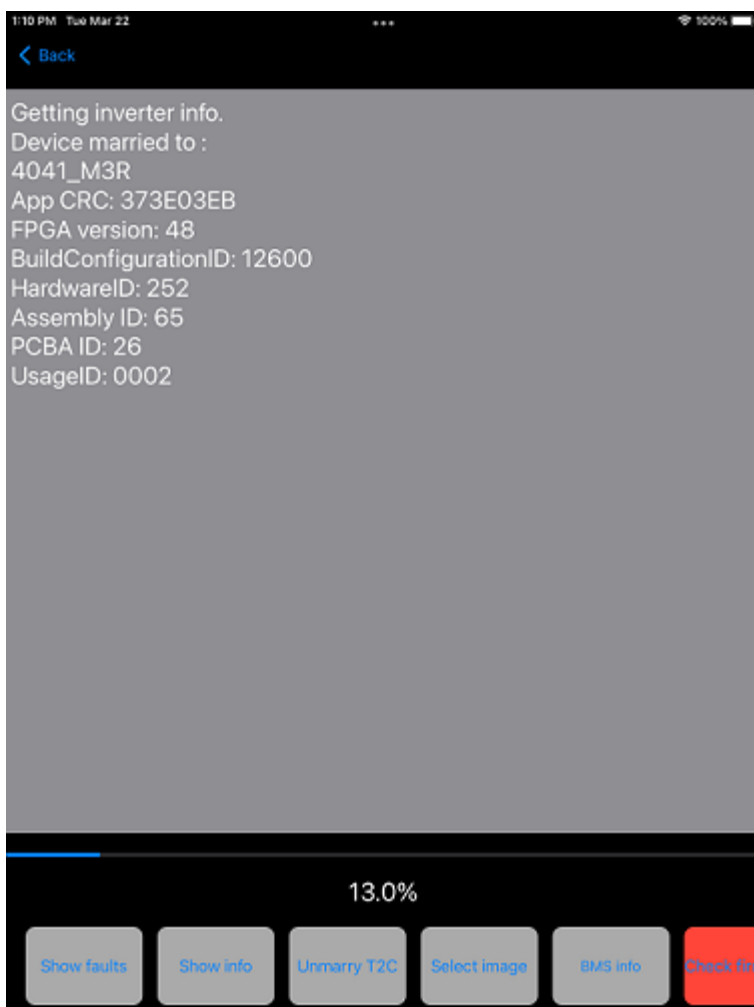 1:10 PM Tue Mar 22
100%
Back
Getting inverter info.
Device married to :
4041_M3R
App CRC: 373E03EB
FPGA version: 48
BuildConfigurationID: 12600
HardwareID: 252
Assembly ID: 65
PCBA ID: 26
UsageID: 0002
13.0%
Show faults
Show info
Unmarry T2C
Select image
BMS info
Check